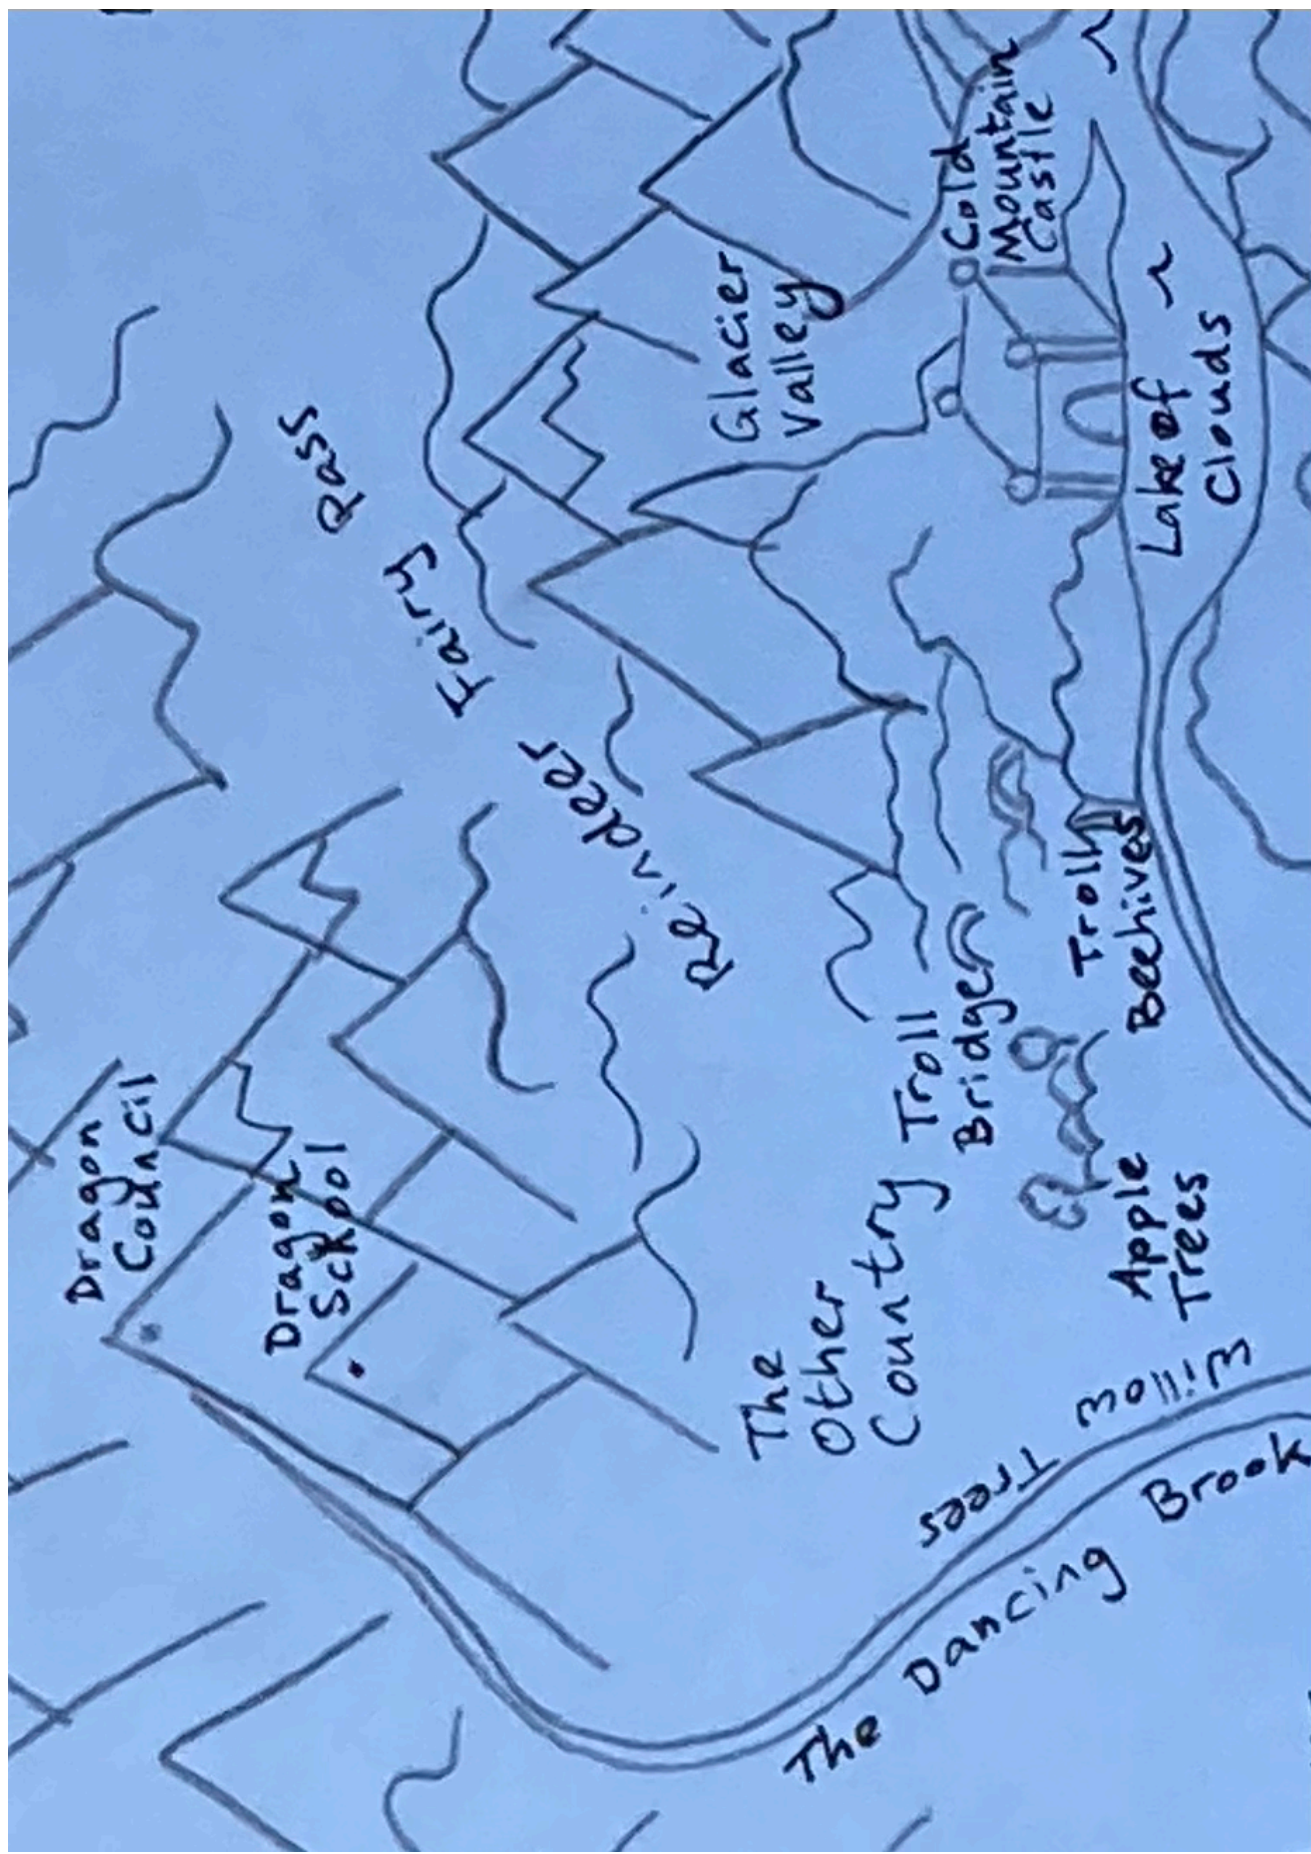 Dragon
Council
Dragon
School
Fairy Pass
Reindeer
Glacier
Valley
Cold
Mountain
Castle
Lake of
Clouds
The
Other
Country
Troll
Bridge
Troll
Beehives
Apple
Trees
Willow Trees
The Dancing Brook